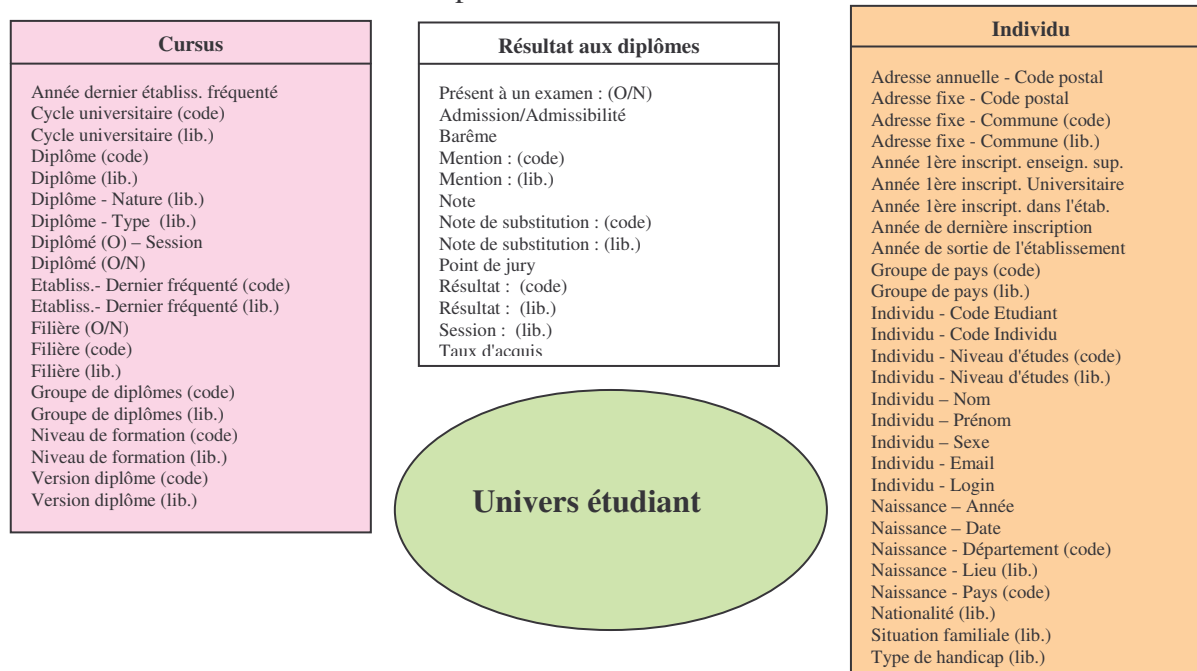 Cursus
Année dernier établiss. fréquenté
Cycle universitaire (code)
Cycle universitaire (lib.)
Diplôme (code)
Diplôme (lib.)
Diplôme - Nature (lib.)
Diplôme - Type (lib.)
Diplômé (O) – Session
Diplômé (O/N)
Etabliss.- Dernier fréquenté (code)
Etabliss.- Dernier fréquenté (lib.)
Filière (O/N)
Filière (code)
Filière (lib.)
Groupe de diplômes (code)
Groupe de diplômes (lib.)
Niveau de formation (code)
Niveau de formation (lib.)
Version diplôme (code)
Version diplôme (lib.)
Résultat aux diplômes
Présent à un examen : (O/N)
Admission/Admissibilité
Barême
Mention : (code)
Mention : (lib.)
Note
Note de substitution : (code)
Note de substitution : (lib.)
Point de jury
Résultat : (code)
Résultat : (lib.)
Session : (lib.)
Taux d'acquis
Univers étudiant
Individu
Adresse annuelle - Code postal
Adresse fixe - Code postal
Adresse fixe - Commune (code)
Adresse fixe - Commune (lib.)
Année 1ère inscript. enseign. sup.
Année 1ère inscript. Universitaire
Année 1ère inscript. dans l'étab.
Année de dernière inscription
Année de sortie de l'établissement
Groupe de pays (code)
Groupe de pays (lib.)
Individu - Code Etudiant
Individu - Code Individu
Individu - Niveau d'études (code)
Individu - Niveau d'études (lib.)
Individu – Nom
Individu – Prénom
Individu – Sexe
Individu - Email
Individu - Login
Naissance – Année
Naissance – Date
Naissance - Département (code)
Naissance - Lieu (lib.)
Naissance - Pays (code)
Nationalité (lib.)
Situation familiale (lib.)
Type de handicap (lib.)